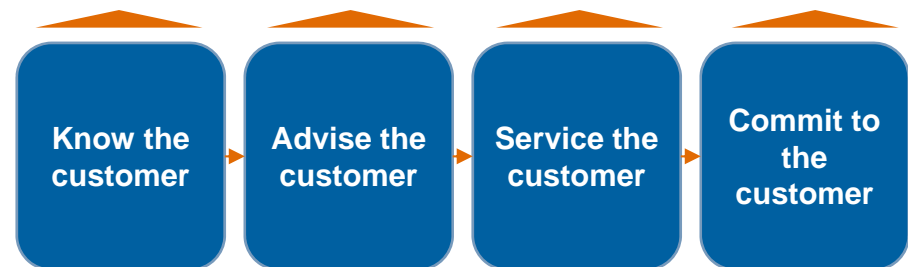 Know the
customer
Advise the
customer
Service the
customer
Commit to
the
customer